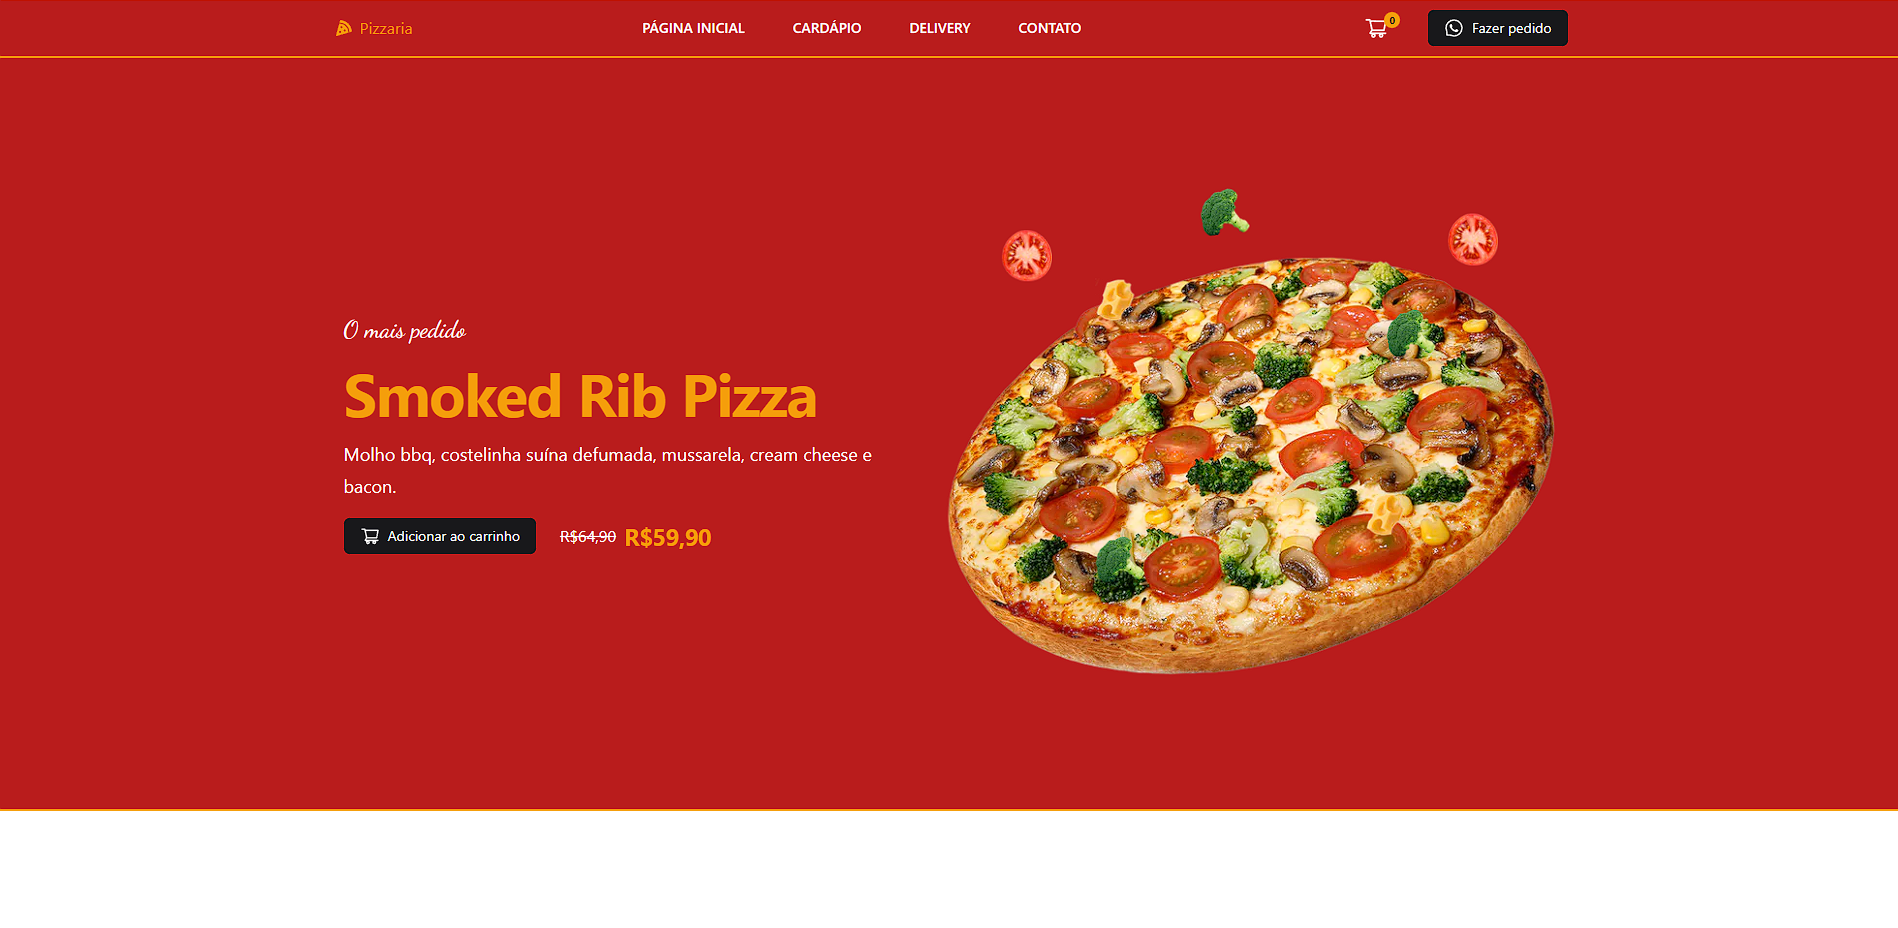 Pizzaria
PÁGINA INICIAL
CARDÁPIO
DELIVERY
CONTATO
0
Fazer pedido
O mais pedido
Smoked Rib Pizza
Molho bbq, costelinha suína defumada, mussarela, cream cheese e
bacon.
Adicionar ao carrinho
R$64,90 R$59,90